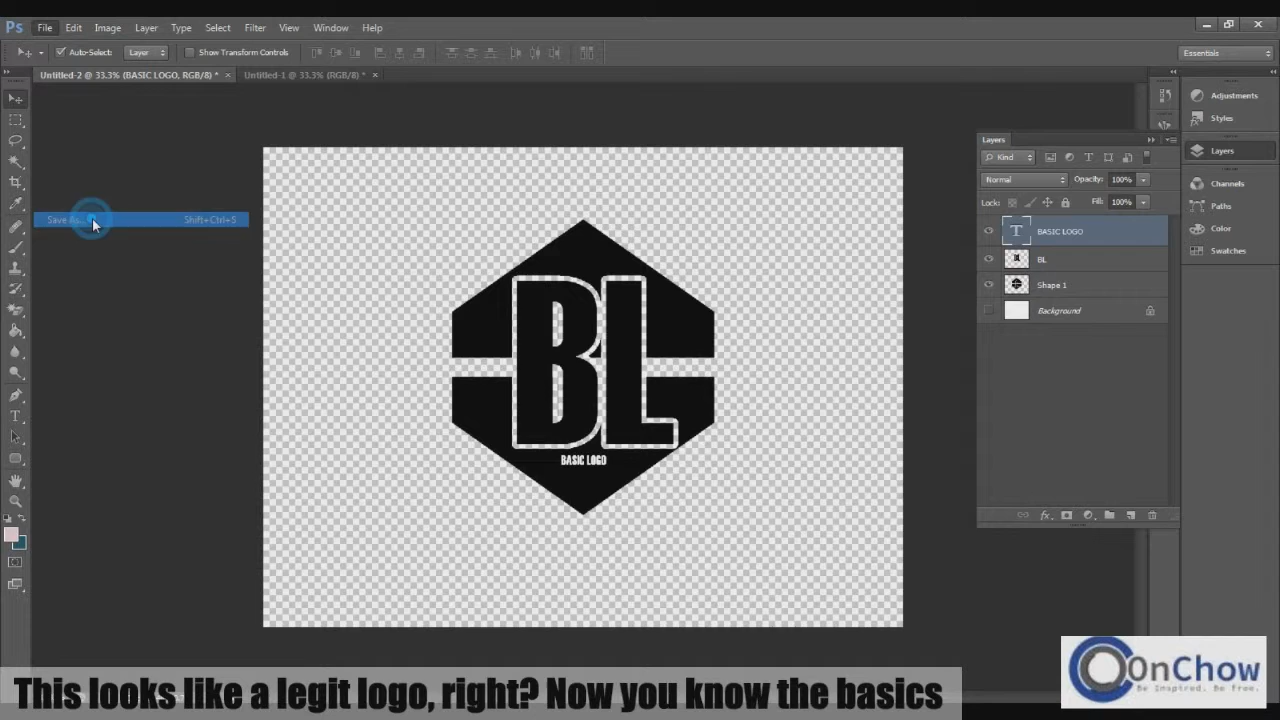 Ps File Edit Image Layer Type Select Filter View Window Help
Auto-Select: Layer Show Transform Controls Essentials
Untitled-2 @ 33.3% (BASIC LOGO, RGB/8) * × Untitled-1 @ 33.3% (RGB/8) * ×
Adjustments
Styles
Layers
Channels
Paths
Color
Swatches
Layers
Kind
Normal Opacity: 100%
Lock: Fill: 100%
T BASIC LOGO
BL
Shape 1
Background
Save As... Shift+Ctrl+S
BL
BASIC LOGO
OnChow
Be Inspired. Be free.
This looks like a legit logo, right? Now you know the basics